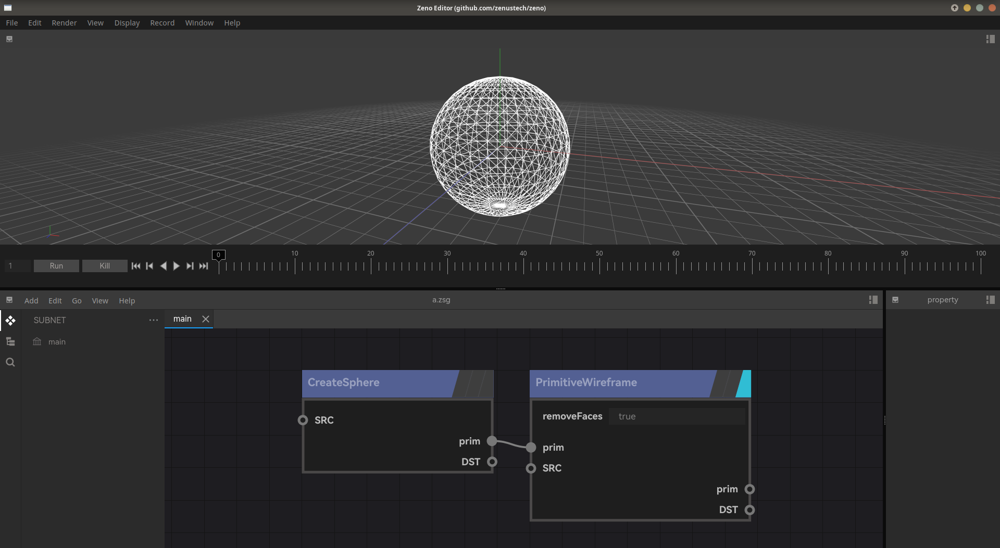 Zeno Editor (github.com/zenustech/zeno)
File Edit Render View Display Record Window Help
0 10 20 30 40 50 60 70 80 90 100
1 Run Kill
Add Edit Go View Help a.zsg property
SUBNET main
main
CreateSphere PrimitiveWireframe
removeFaces true
SRC
prim prim
DST SRC
prim
DST